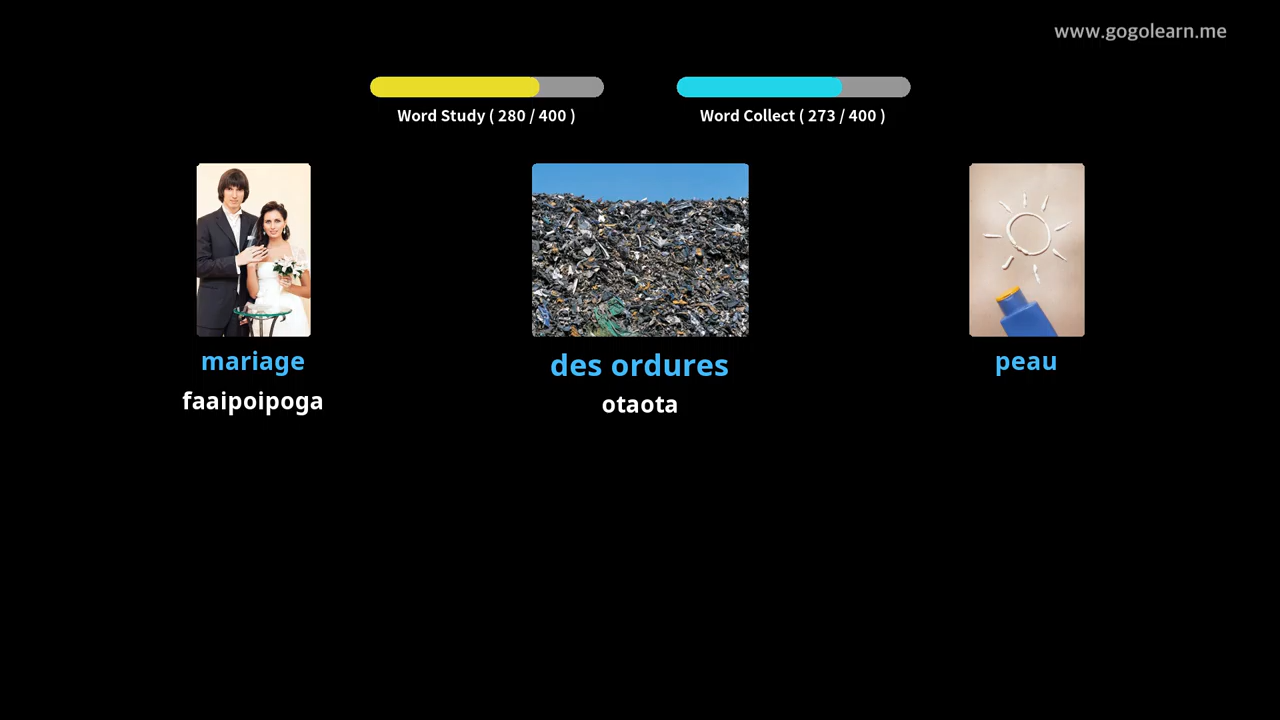 www.gogolearn.me
Word Study ( 280 / 400 )
Word Collect ( 273 / 400 )
mariage
faaipoipoga
des ordures
otaota
peau